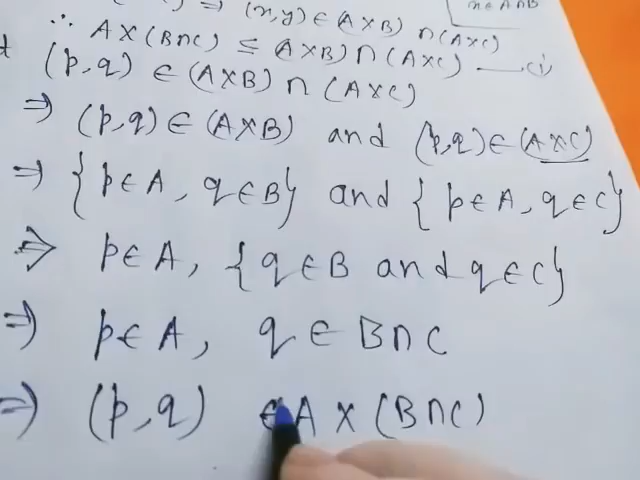 ⇒ (x,y) ∈ (A×B) ∩ (A×C)
x ∈ A∩B
∴ A×(B∩C) ⊆ (A×B)∩(A×C) —(i)
(p,q) ∈ (A×B) ∩ (A×C)
⇒ (p,q) ∈ (A×B) and (p,q) ∈ (A×C)
⇒ {p∈A, q∈B} and {p∈A, q∈C}
⇒ p∈A, {q∈B and q∈C}
⇒ p∈A, q ∈ B∩C
⇒ (p,q) ∈ A × (B∩C)